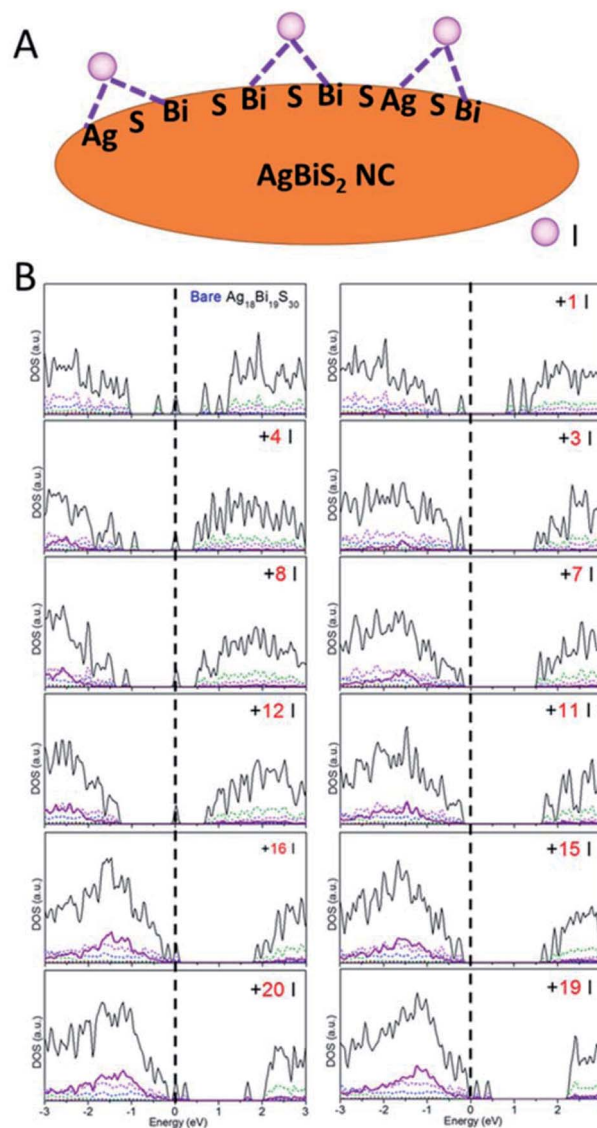 A
Ag S Bi S Bi S Bi S Ag S Bi
AgBiS₂ NC
I
B
Bare Ag₁₈Bi₁₉S₃₀
DOS (a.u.)
+1 I
DOS (a.u.)
+4 I
DOS (a.u.)
+3 I
DOS (a.u.)
+8 I
DOS (a.u.)
+7 I
DOS (a.u.)
+12 I
DOS (a.u.)
+11 I
DOS (a.u.)
+16 I
DOS (a.u.)
+15 I
DOS (a.u.)
+20 I
DOS (a.u.)
+19 I
DOS (a.u.)
-3 -2 -1 0 1 2 3
Energy (eV)
-3 -2 -1 0 1 2 3
Energy (eV)